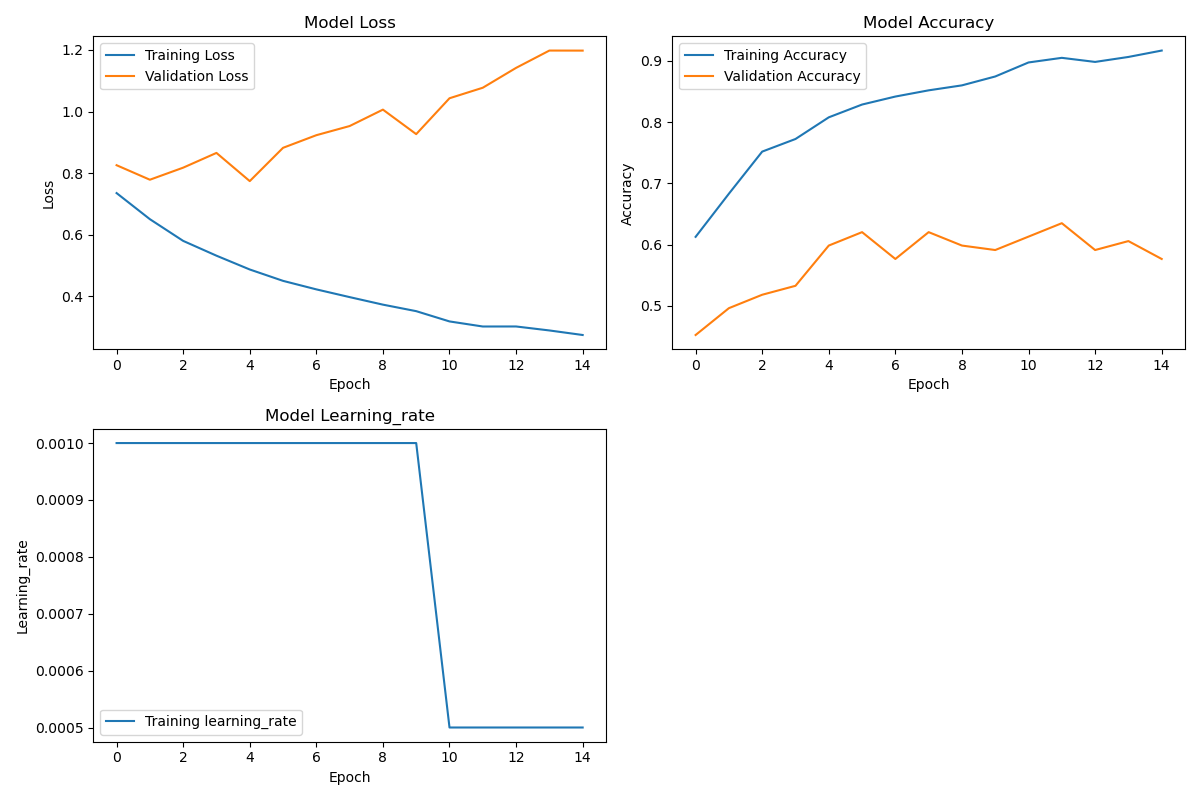 Model Loss
Training Loss
Validation Loss
1.2
1.0
0.8
0.6
0.4
Loss
0 2 4 6 8 10 12 14
Epoch
Model Accuracy
Training Accuracy
Validation Accuracy
0.9
0.8
0.7
0.6
0.5
Accuracy
0 2 4 6 8 10 12 14
Epoch
Model Learning_rate
0.0010
0.0009
0.0008
0.0007
0.0006
0.0005
Learning_rate
Training learning_rate
0 2 4 6 8 10 12 14
Epoch